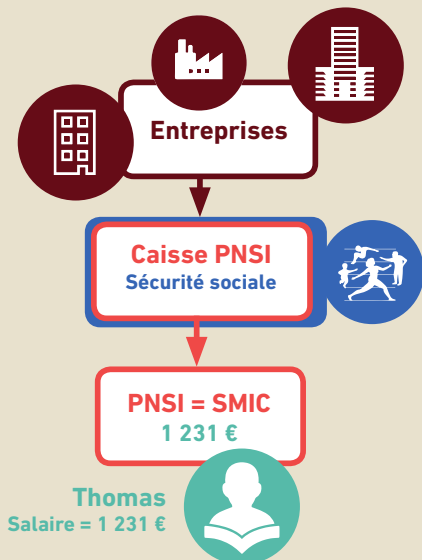 Entreprises
Caisse PNSI
Sécurité sociale
PNSI = SMIC
1 231 €
Thomas
Salaire = 1 231 €